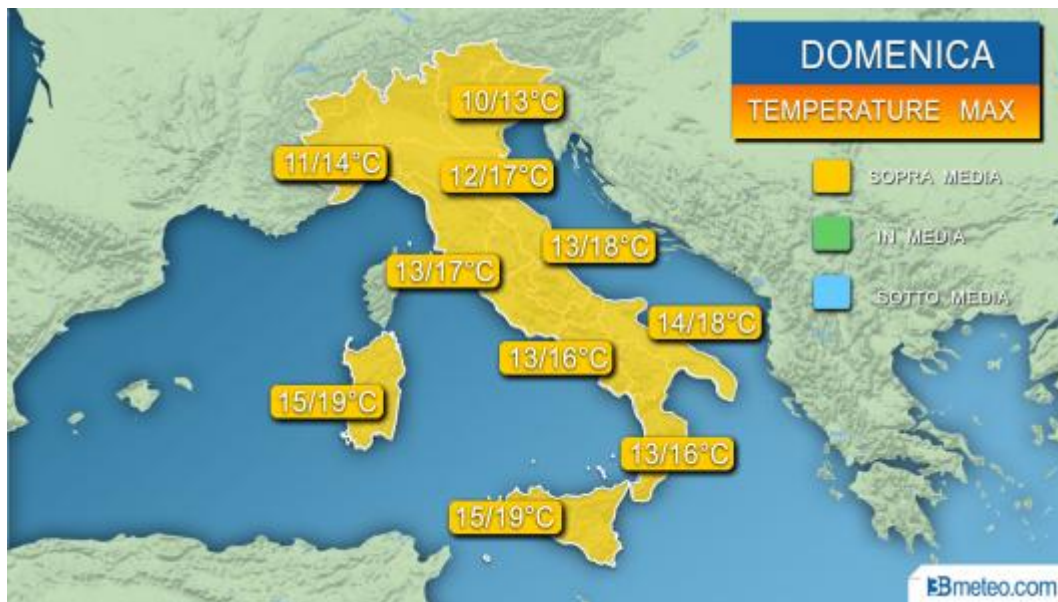 DOMENICA
TEMPERATURE MAX
10/13°C
11/14°C
12/17°C
SOPRA MEDIA
13/18°C
IN MEDIA
13/17°C
SOTTO MEDIA
14/18°C
13/16°C
15/19°C
13/16°C
15/19°C
3Bmeteo.com